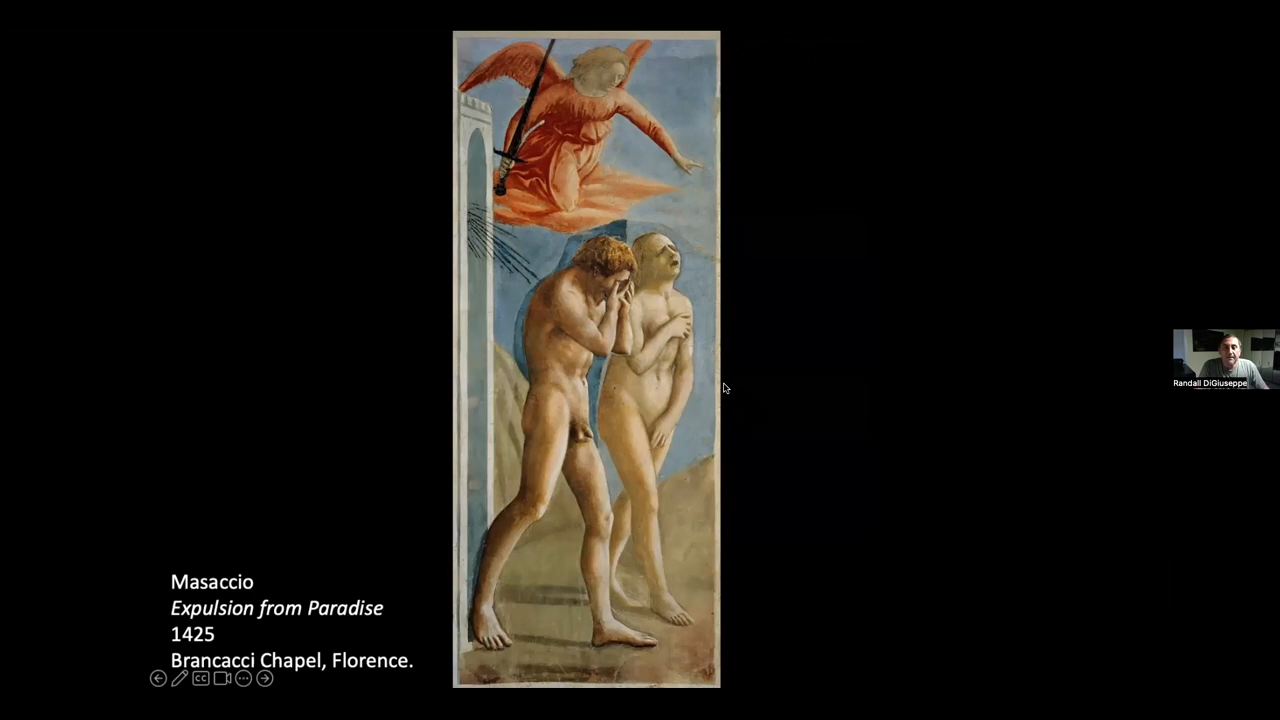 Masaccio
Expulsion from Paradise
1425
Brancacci Chapel, Florence.
Randall DiGiuseppe